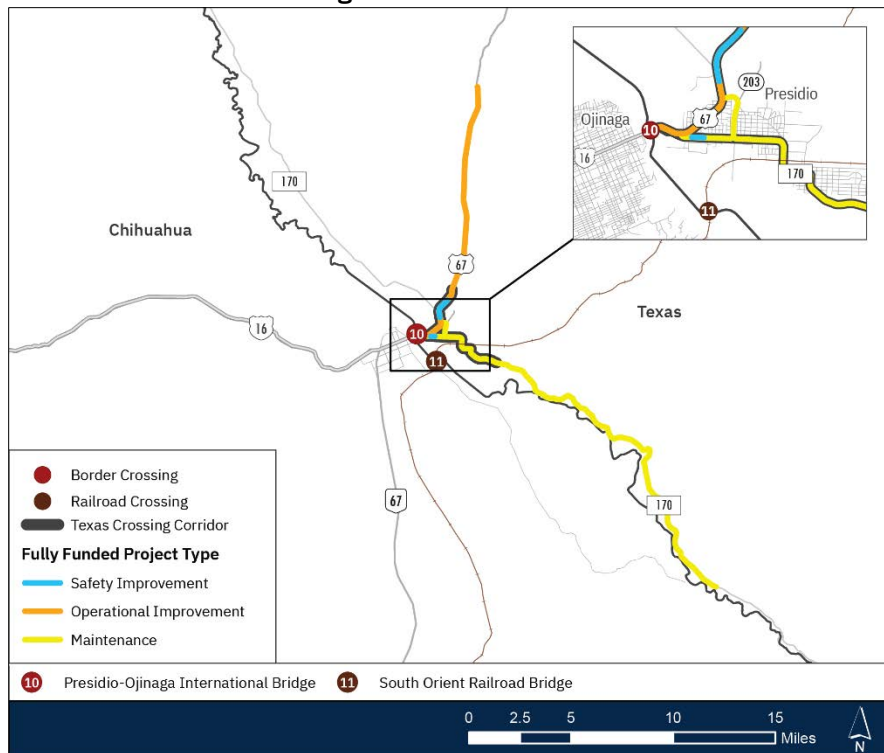 203
Presidio
Ojinaga
67
10
16
170
11
170
Chihuahua
67
Texas
16
10
11
170
67
Border Crossing
Railroad Crossing
Texas Crossing Corridor
Fully Funded Project Type
Safety Improvement
Operational Improvement
Maintenance
10 Presidio-Ojinaga International Bridge 11 South Orient Railroad Bridge
0 2.5 5 10 15
Miles
N